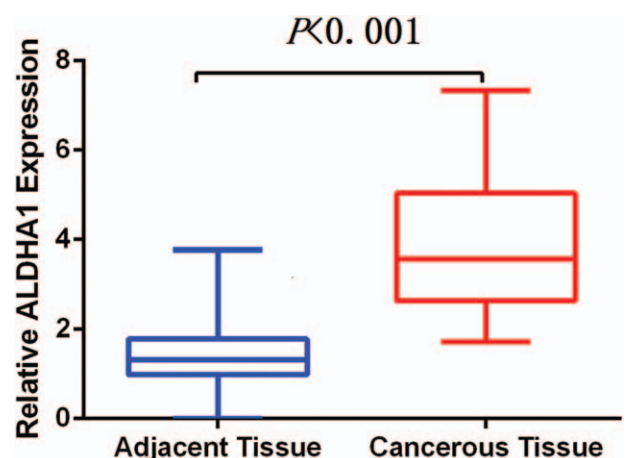 P<0.001
Relative ALDHA1 Expression
8
6
4
2
0
Adjacent Tissue
Cancerous Tissue